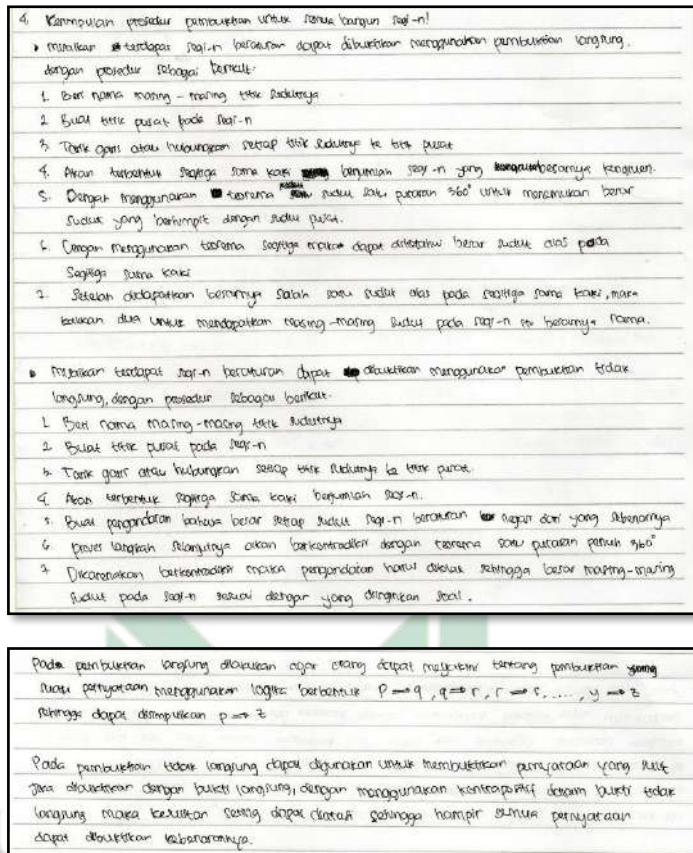 4. Kesimpulan prosedur pembuktian untuk semua bangun segi-n!
• misalkan terdapat segi-n beraturan dapat dibuktikan menggunakan pembuktian langsung.
dengan prosedur sebagai berikut:
1. Beri nama masing-masing titik sudutnya
2. Buat titik pusat pada segi-n
3. Tarik garis atau hubungkan setiap titik sudutnya ke titik pusat
4. Akan terbentuk segitiga sama kaki berjumlah segi-n yang besarnya kongruen.
5. Dengan menggunakan teorema sudut satu putaran 360° untuk menemukan besar
sudut yang berhimpit dengan sudut pusat.
6. Dengan menggunakan teorema segitiga maka dapat diketahui besar sudut alas pada
segitiga sama kaki
7. Setelah didapatkan besarnya salah satu sudut alas pada segitiga sama kaki, maka
kalikan dua untuk mendapatkan masing-masing sudut pada segi-n itu besarnya sama.
• misalkan terdapat segi-n beraturan dapat dibuktikan menggunakan pembuktian tidak
langsung, dengan prosedur sebagai berikut.
1. Beri nama masing-masing titik sudutnya
2. Buat titik pusat pada segi-n
3. Tarik garis atau hubungkan setiap titik sudutnya ke titik pusat.
4. Akan terbentuk segitiga sama kaki berjumlah segi-n.
5. Buat pengandaian bahwa besar setiap sudut segi-n beraturan negasi dari yang sebenarnya
6. proses langkah selanjutnya akan berkontradiksi dengan teorema satu putaran penuh 360°
7. Dikarenakan berkontradiksi maka pengandaian harus ditolak sehingga besar masing-masing
sudut pada segi-n sesuai dengan yang diinginkan soal.
Pada pembuktian langsung dilakukan agar orang dapat meyakini tentang pembuktian
suatu pernyataan menggunakan logika berbentuk p ⇒ q, q ⇒ r, r ⇒ s, ....., y ⇒ z
sehingga dapat disimpulkan p ⇒ z
Pada pembuktian tidak langsung dapat digunakan untuk membuktikan pernyataan yang sulit
jika dibuktikan dengan bukti langsung, dengan menggunakan kontrapositif dalam bukti tidak
langsung maka kesulitan sering dapat diatasi sehingga hampir semua pernyataan
dapat dibuktikan kebenarannya.